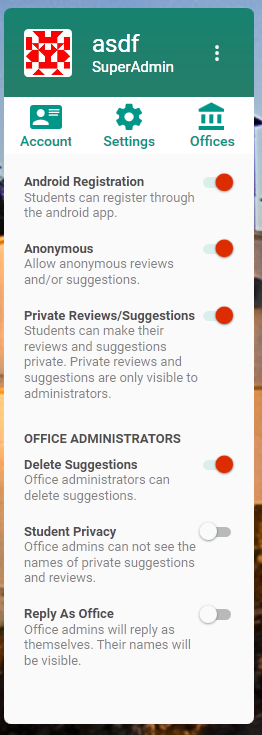 asdf
SuperAdmin
Account Settings Offices
Android Registration
Students can register through
the android app.
Anonymous
Allow anonymous reviews
and/or suggestions.
Private Reviews/Suggestions
Students can make their
reviews and suggestions
private. Private reviews and
suggestions are only visible to
administrators.
OFFICE ADMINISTRATORS
Delete Suggestions
Office administrators can
delete suggestions.
Student Privacy
Office admins can not see the
names of private suggestions
and reviews.
Reply As Office
Office admins will reply as
themselves. Their names will
be visible.